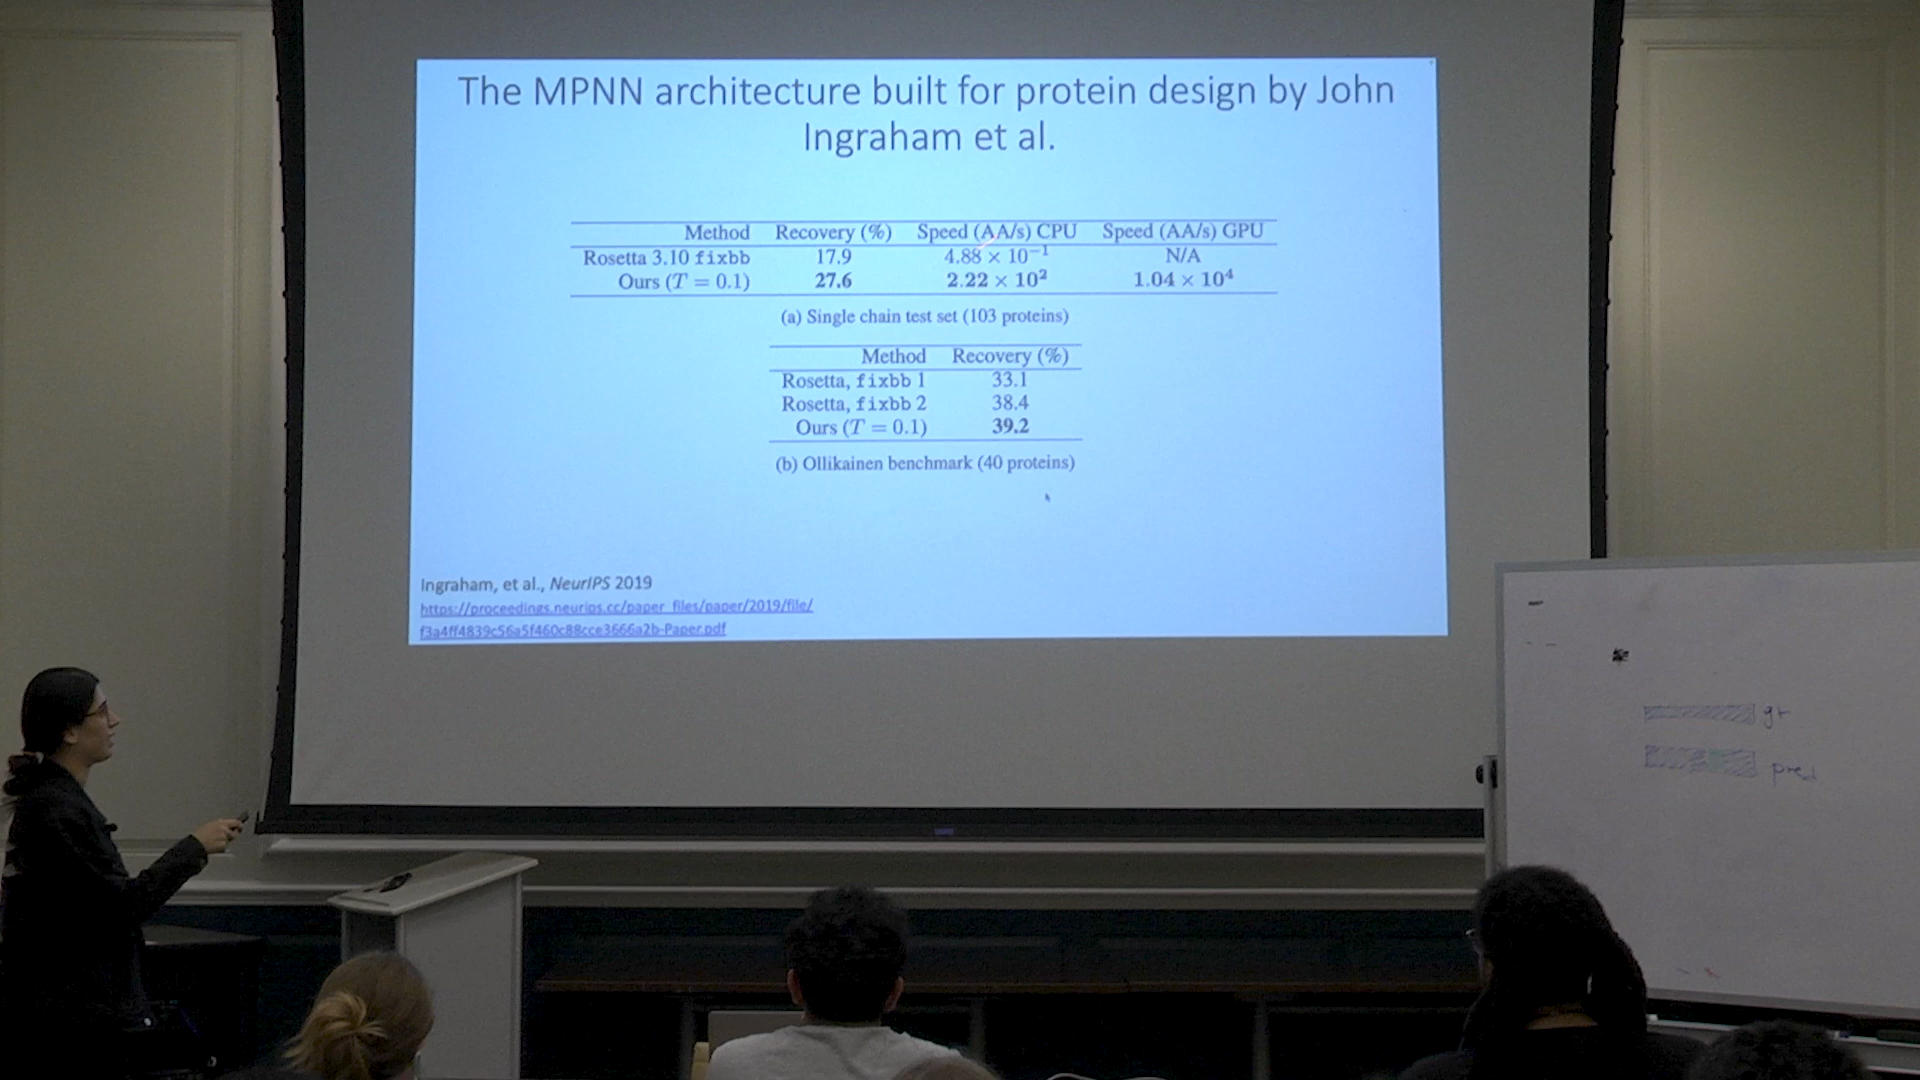 The MPNN architecture built for protein design by John
Ingraham et al.
Method Recovery (%) Speed (AA/s) CPU Speed (AA/s) GPU
Rosetta 3.10 fixbb 17.9 4.88 × 10⁻¹ N/A
Ours (T = 0.1) 27.6 2.22 × 10² 1.04 × 10⁴
(a) Single chain test set (103 proteins)
Method Recovery (%)
Rosetta, fixbb 1 33.1
Rosetta, fixbb 2 38.4
Ours (T = 0.1) 39.2
(b) Ollikainen benchmark (40 proteins)
Ingraham, et al., NeurIPS 2019
https://proceedings.neurips.cc/paper_files/paper/2019/file/
f3a4ff4839c56a5f460c88cce3666a2b-Paper.pdf
gt
pred